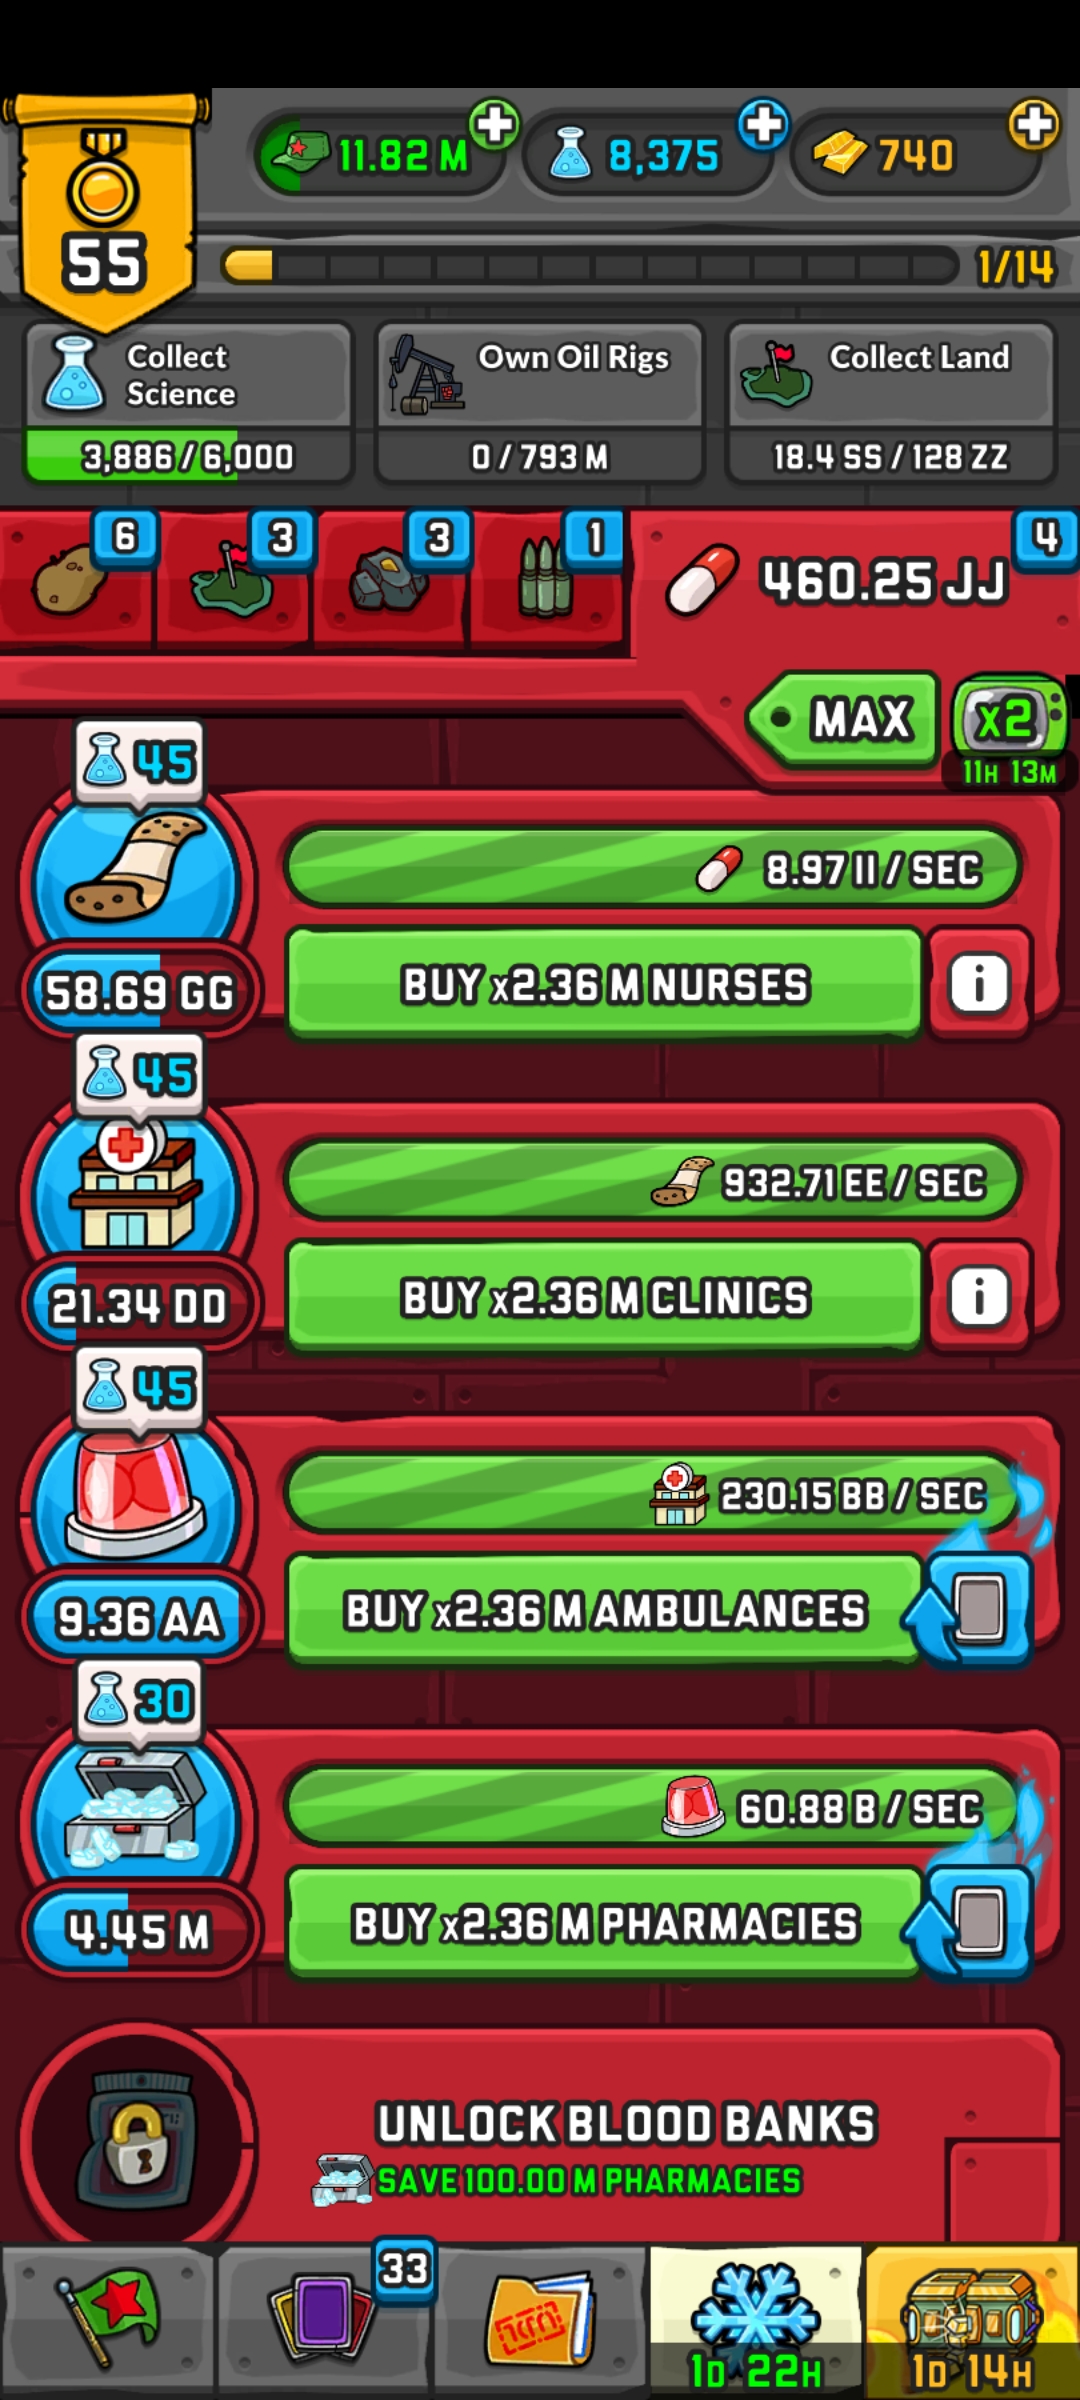 11.82 M
8,375
740
55
1/14
Collect
Science
3,886/6,000
Own Oil Rigs
0/793 M
Collect Land
18.4 SS/128 ZZ
6
3
3
1
460.25 JJ
4
MAX
x2
11H 13M
45
8.97 II/SEC
58.69 GG
BUY x2.36 M NURSES
i
45
932.71 EE/SEC
21.34 DD
BUY x2.36 M CLINICS
i
45
230.15 BB/SEC
9.36 AA
BUY x2.36 M AMBULANCES
30
60.88 B/SEC
4.45 M
BUY x2.36 M PHARMACIES
UNLOCK BLOOD BANKS
SAVE 100.00 M PHARMACIES
33
1D 22H
1D 14H